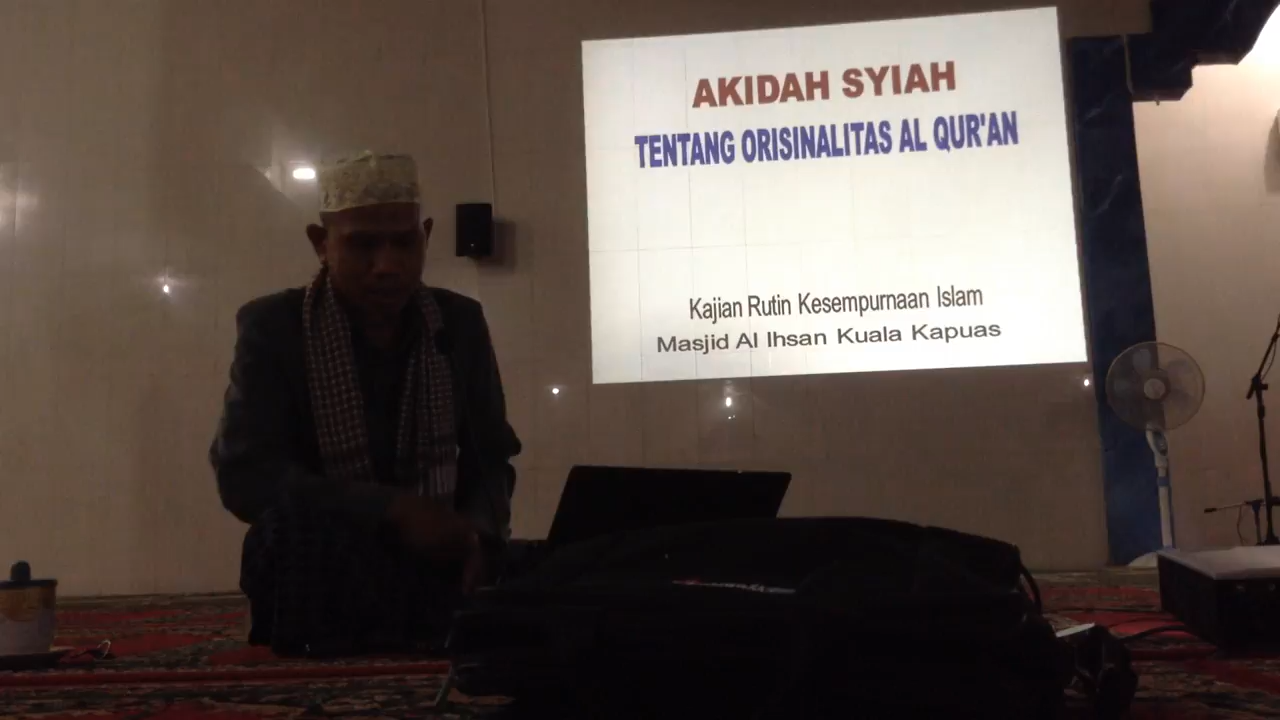 AKIDAH SYIAH
TENTANG ORISINALITAS AL QUR'AN
Kajian Rutin Kesempurnaan Islam
Masjid Al Ihsan Kuala Kapuas